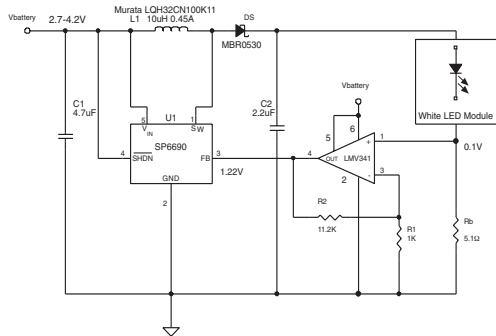 Murata LQH32CN100K11
Vbattery
2.7-4.2V
L1
10uH 0.45A
DS
MBR0530
C1
4.7uF
5
V IN
U1
1
SW
SP6690
4
SHDN
FB
3
1.22V
GND
2
C2
2.2uF
Vbattery
5
6
4
OUT
LMV341
+
-
1
3
2
0.1V
White LED Module
R2
11.2K
R1
1K
Rb
5.1Ω